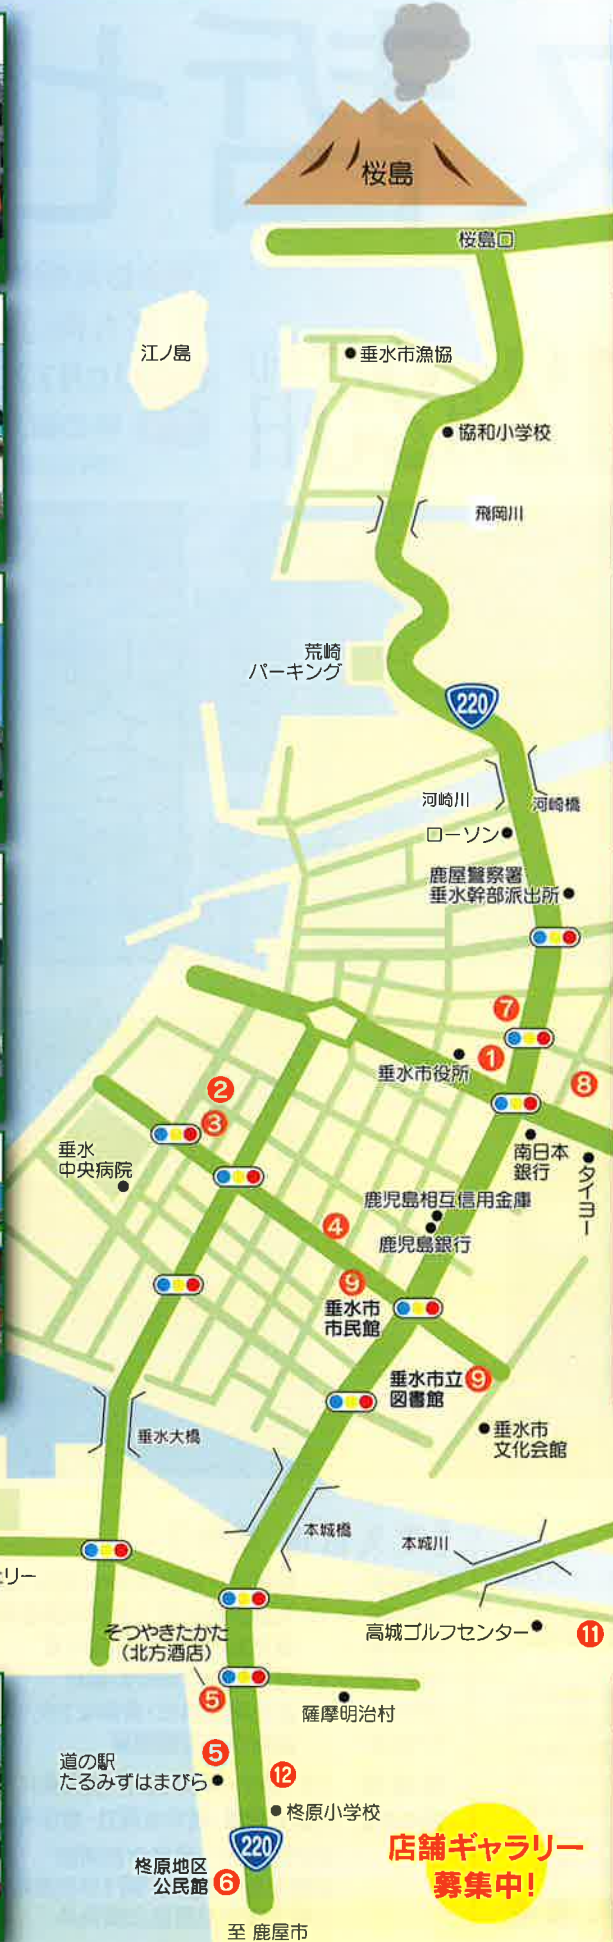 桜島
桜島口
江ノ島
垂水市漁協
協和小学校
飛岡川
荒崎
パーキング
220
河崎川
河崎橋
ローソン
鹿屋警察署
垂水幹部派出所
7
1
垂水市役所
8
2
3
南日本
銀行
タイヨー
垂水
中央病院
鹿児島相互信用金庫
鹿児島銀行
4
9
垂水市
市民館
垂水市立
図書館
9
垂水市
文化会館
垂水大橋
本城橋
本城川
リー
そつやきたかた
(北方酒店)
高城ゴルフセンター
11
5
薩摩明治村
5
道の駅
たるみずはまびら
12
柊原小学校
220
柊原地区
公民館
6
店舗ギャラリー
募集中!
至 鹿屋市